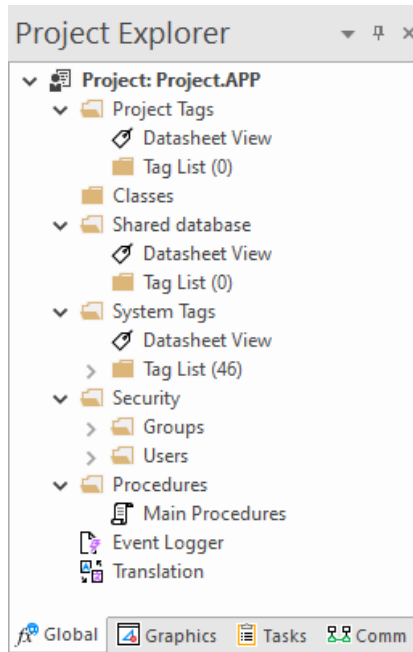 Project Explorer
Project: Project.APP
Project Tags
Datasheet View
Tag List (0)
Classes
Shared database
Datasheet View
Tag List (0)
System Tags
Datasheet View
Tag List (46)
Security
Groups
Users
Procedures
Main Procedures
Event Logger
Translation
Global Graphics Tasks Comm